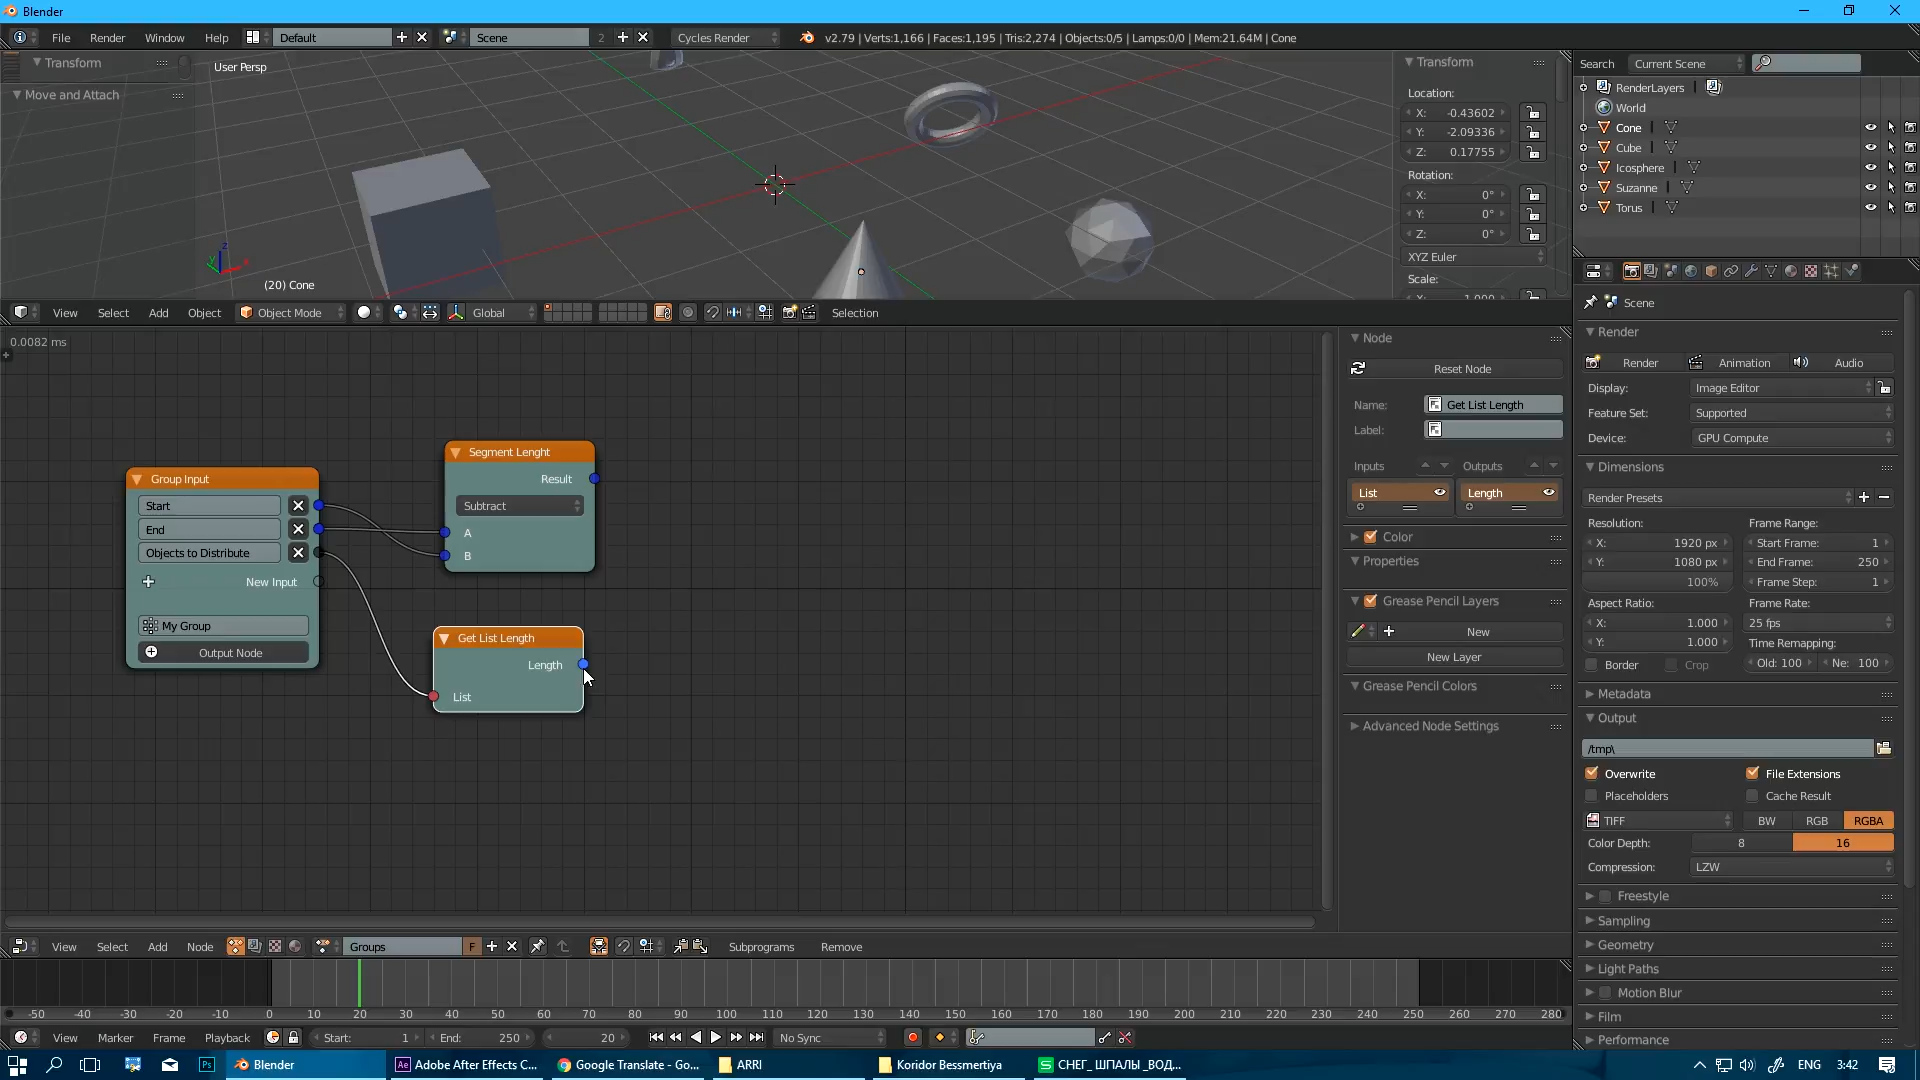 Blender
File Render Window Help Default Scene 2 Cycles Render v2.79 | Verts:1,166 | Faces:1,195 | Tris:2,274 | Objects:0/5 | Lamps:0/0 | Mem:21.64M | Cone
Transform
Move and Attach
User Persp
(20) Cone
Transform
Location:
X: -0.43602
Y: -2.09336
Z: 0.17755
Rotation:
X: 0°
Y: 0°
Z: 0°
XYZ Euler
Scale:
X: 1.000
Search Current Scene
RenderLayers
World
Cone
Cube
Icosphere
Suzanne
Torus
View Select Add Object Object Mode Global Selection
0.0082 ms
Group Input
Start
End
Objects to Distribute
New Input
My Group
Output Node
Segment Lenght
Result
Subtract
A
B
Get List Length
Length
List
Node
Reset Node
Name: Get List Length
Label:
Inputs Outputs
List Length
Color
Properties
Grease Pencil Layers
New
New Layer
Grease Pencil Colors
Advanced Node Settings
Scene
Render
Render Animation Audio
Display: Image Editor
Feature Set: Supported
Device: GPU Compute
Dimensions
Render Presets
Resolution: Frame Range:
X: 1920 px Start Frame: 1
Y: 1080 px End Frame: 250
100% Frame Step: 1
Aspect Ratio: Frame Rate:
X: 1.000 25 fps
Y: 1.000 Time Remapping:
Border Crop Old: 100 Ne: 100
Metadata
Output
/tmp\
Overwrite File Extensions
Placeholders Cache Result
TIFF BW RGB RGBA
Color Depth: 8 16
Compression: LZW
Freestyle
Sampling
Geometry
Light Paths
Motion Blur
Film
Performance
View Select Add Node Groups F Subprograms Remove
-50 -40 -30 -20 -10 0 10 20 30 40 50 60 70 80 90 100 110 120 130 140 150 160 170 180 190 200 210 220 230 240 250 260 270 280
View Marker Frame Playback Start: 1 End: 250 20 No Sync
Blender Adobe After Effects C... Google Translate - Go... ARRI Koridor Bessmertiya СНЕГ_ ШПАЛЫ _ВОД... ENG 3:42